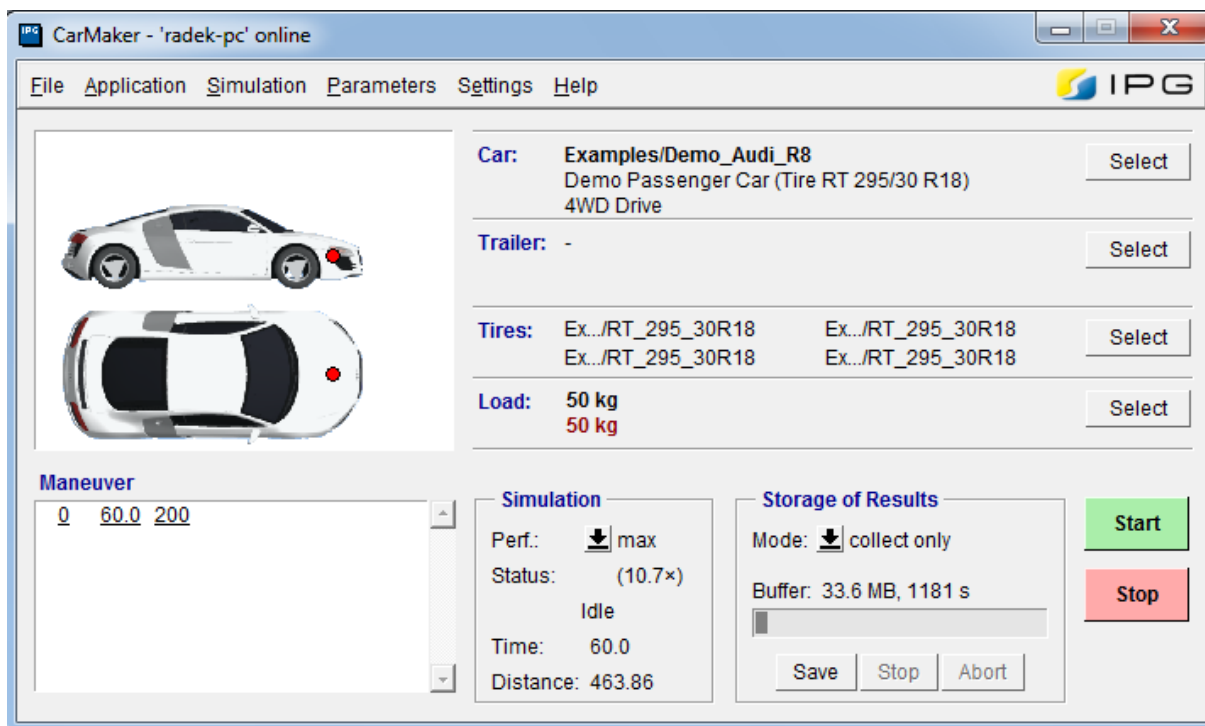 IPG CarMaker - 'radek-pc' online
File Application Simulation Parameters Settings Help IPG
Car: Examples/Demo_Audi_R8 Select
Demo Passenger Car (Tire RT 295/30 R18)
4WD Drive
Trailer: - Select
Tires: Ex.../RT_295_30R18 Ex.../RT_295_30R18 Select
Ex.../RT_295_30R18 Ex.../RT_295_30R18
Load: 50 kg Select
50 kg
Maneuver
0 60.0 200
Simulation
Perf.: max
Status: (10.7×)
Idle
Time: 60.0
Distance: 463.86
Storage of Results
Mode: collect only
Buffer: 33.6 MB, 1181 s
Save Stop Abort
Start
Stop